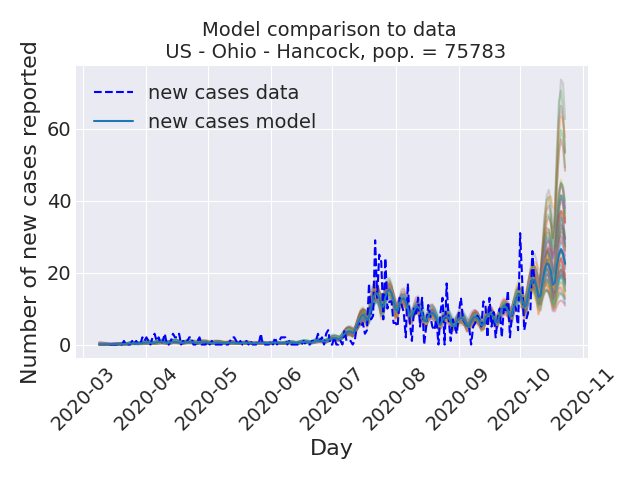 Model comparison to data
US - Ohio - Hancock, pop. = 75783
new cases data
new cases model
Number of new cases reported
60
40
20
0
2020-03
2020-04
2020-05
2020-06
2020-07
2020-08
2020-09
2020-10
2020-11
Day